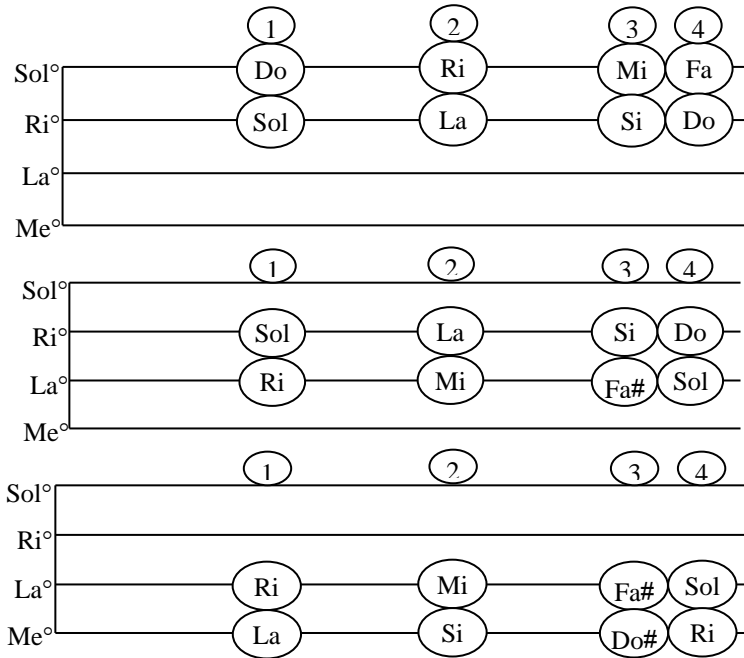 1 2 3 4
Sol° Do Ri Mi Fa
Ri° Sol La Si Do
La°
Me°
1 2 3 4
Sol°
Ri° Sol La Si Do
La° Ri Mi Fa# Sol
Me°
1 2 3 4
Sol°
Ri°
La° Ri Mi Fa# Sol
Me° La Si Do# Ri